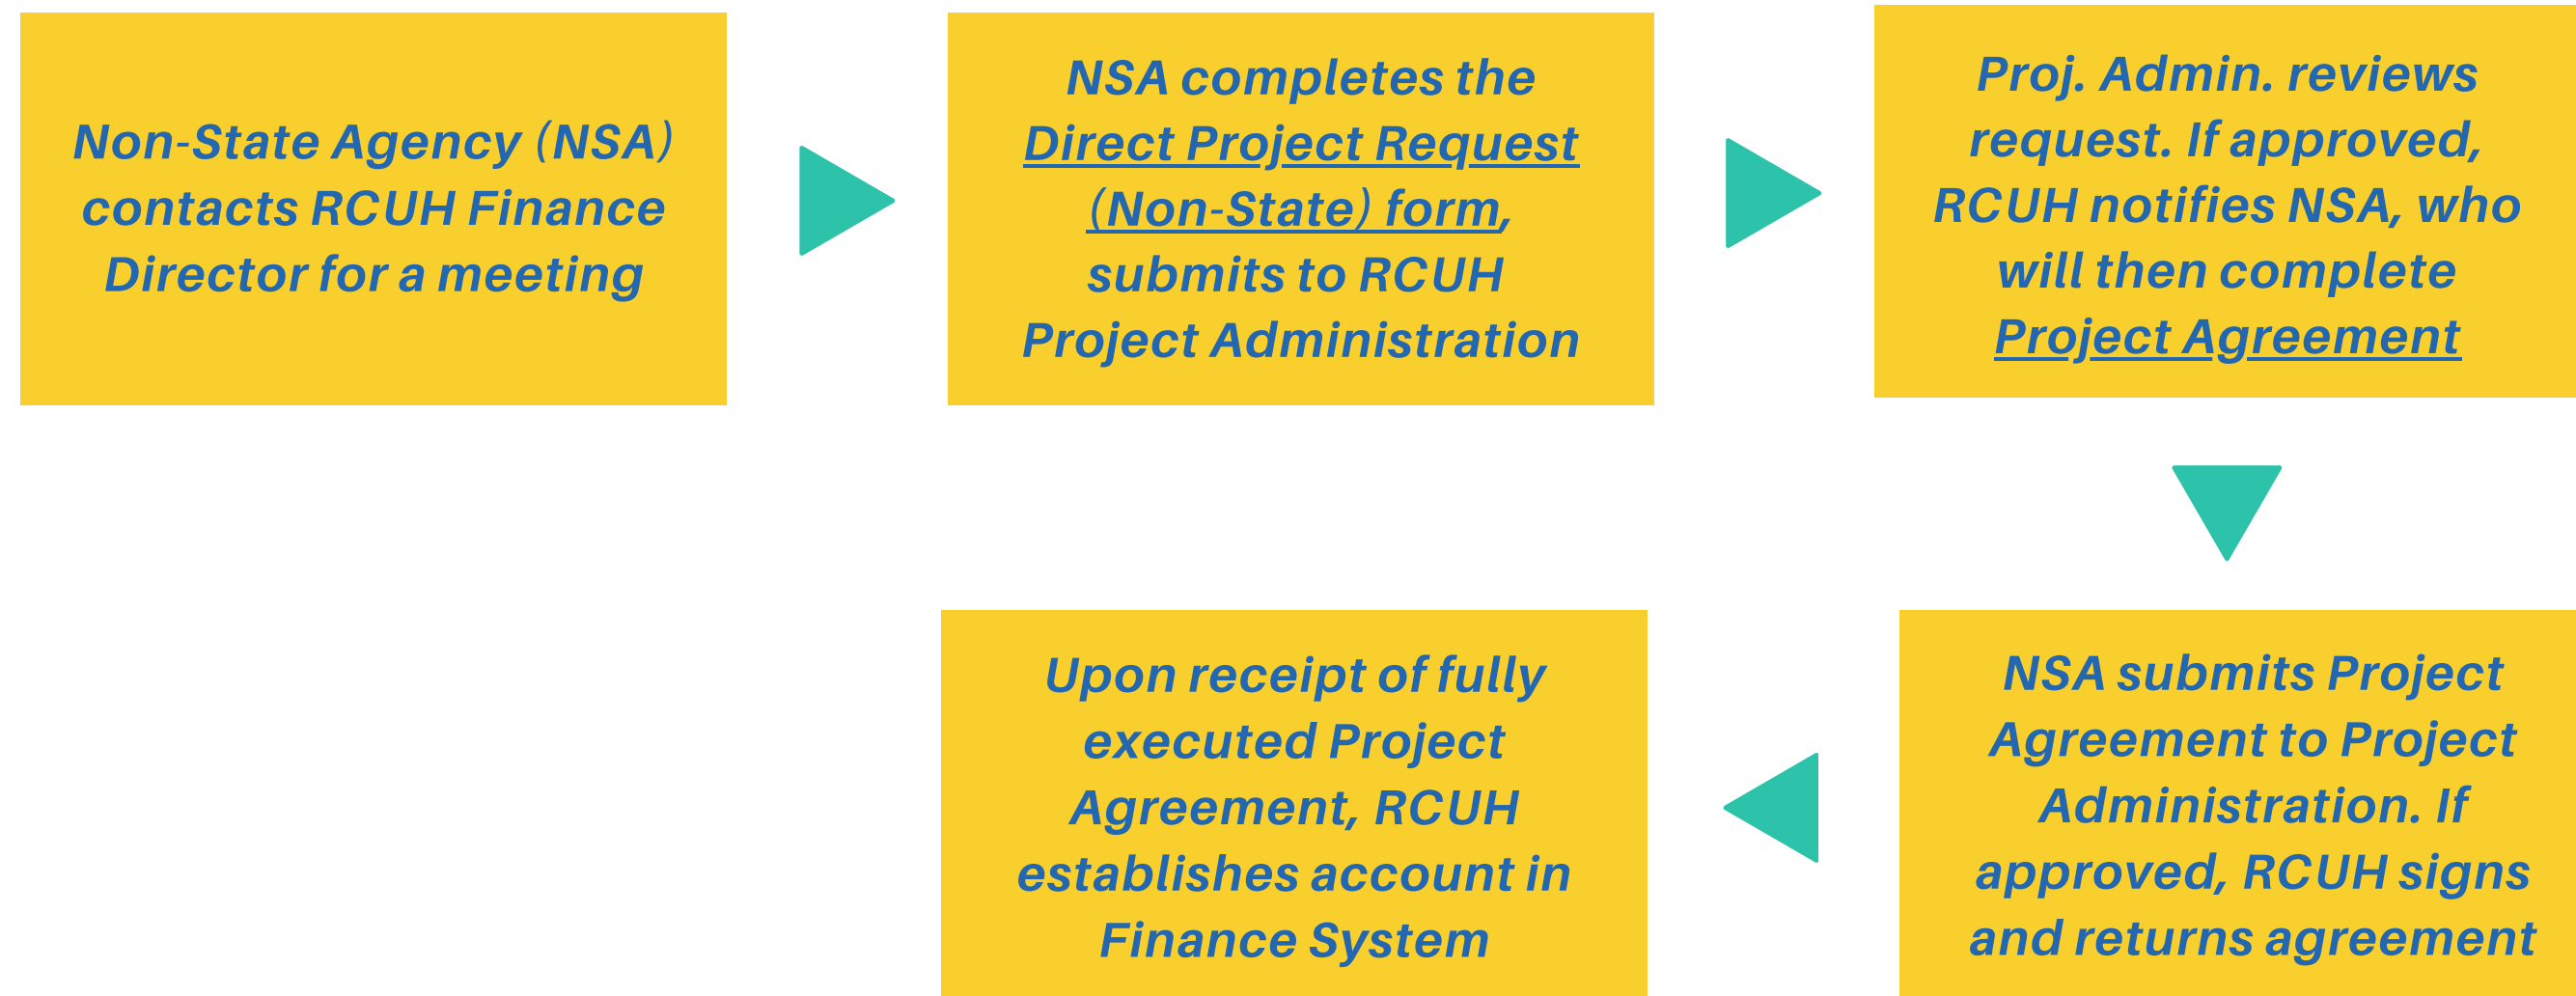 Non-State Agency (NSA)
contacts RCUH Finance
Director for a meeting
NSA completes the
Direct Project Request
(Non-State) form,
submits to RCUH
Project Administration
Proj. Admin. reviews
request. If approved,
RCUH notifies NSA, who
will then complete
Project Agreement
NSA submits Project
Agreement to Project
Administration. If
approved, RCUH signs
and returns agreement
Upon receipt of fully
executed Project
Agreement, RCUH
establishes account in
Finance System